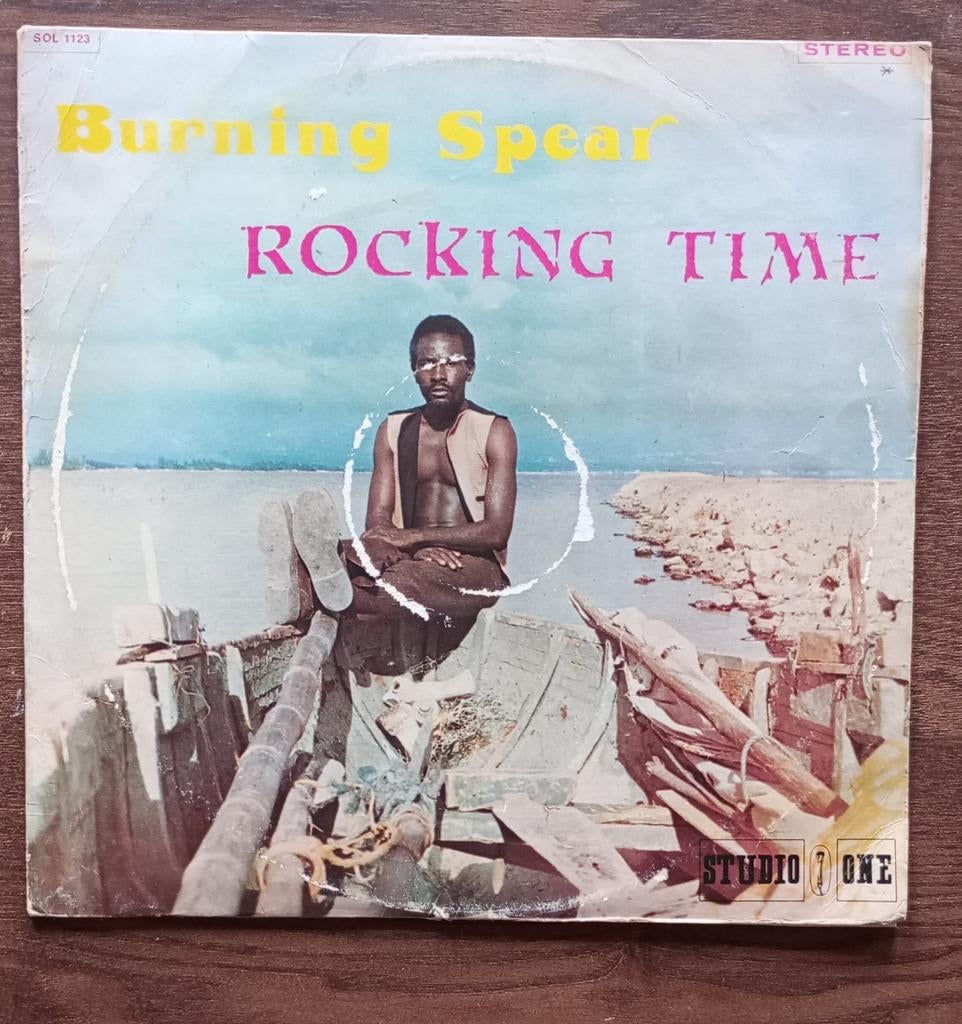 SOL 1123
STEREO
Burning Spear
ROCKING TIME
STUDIO ONE